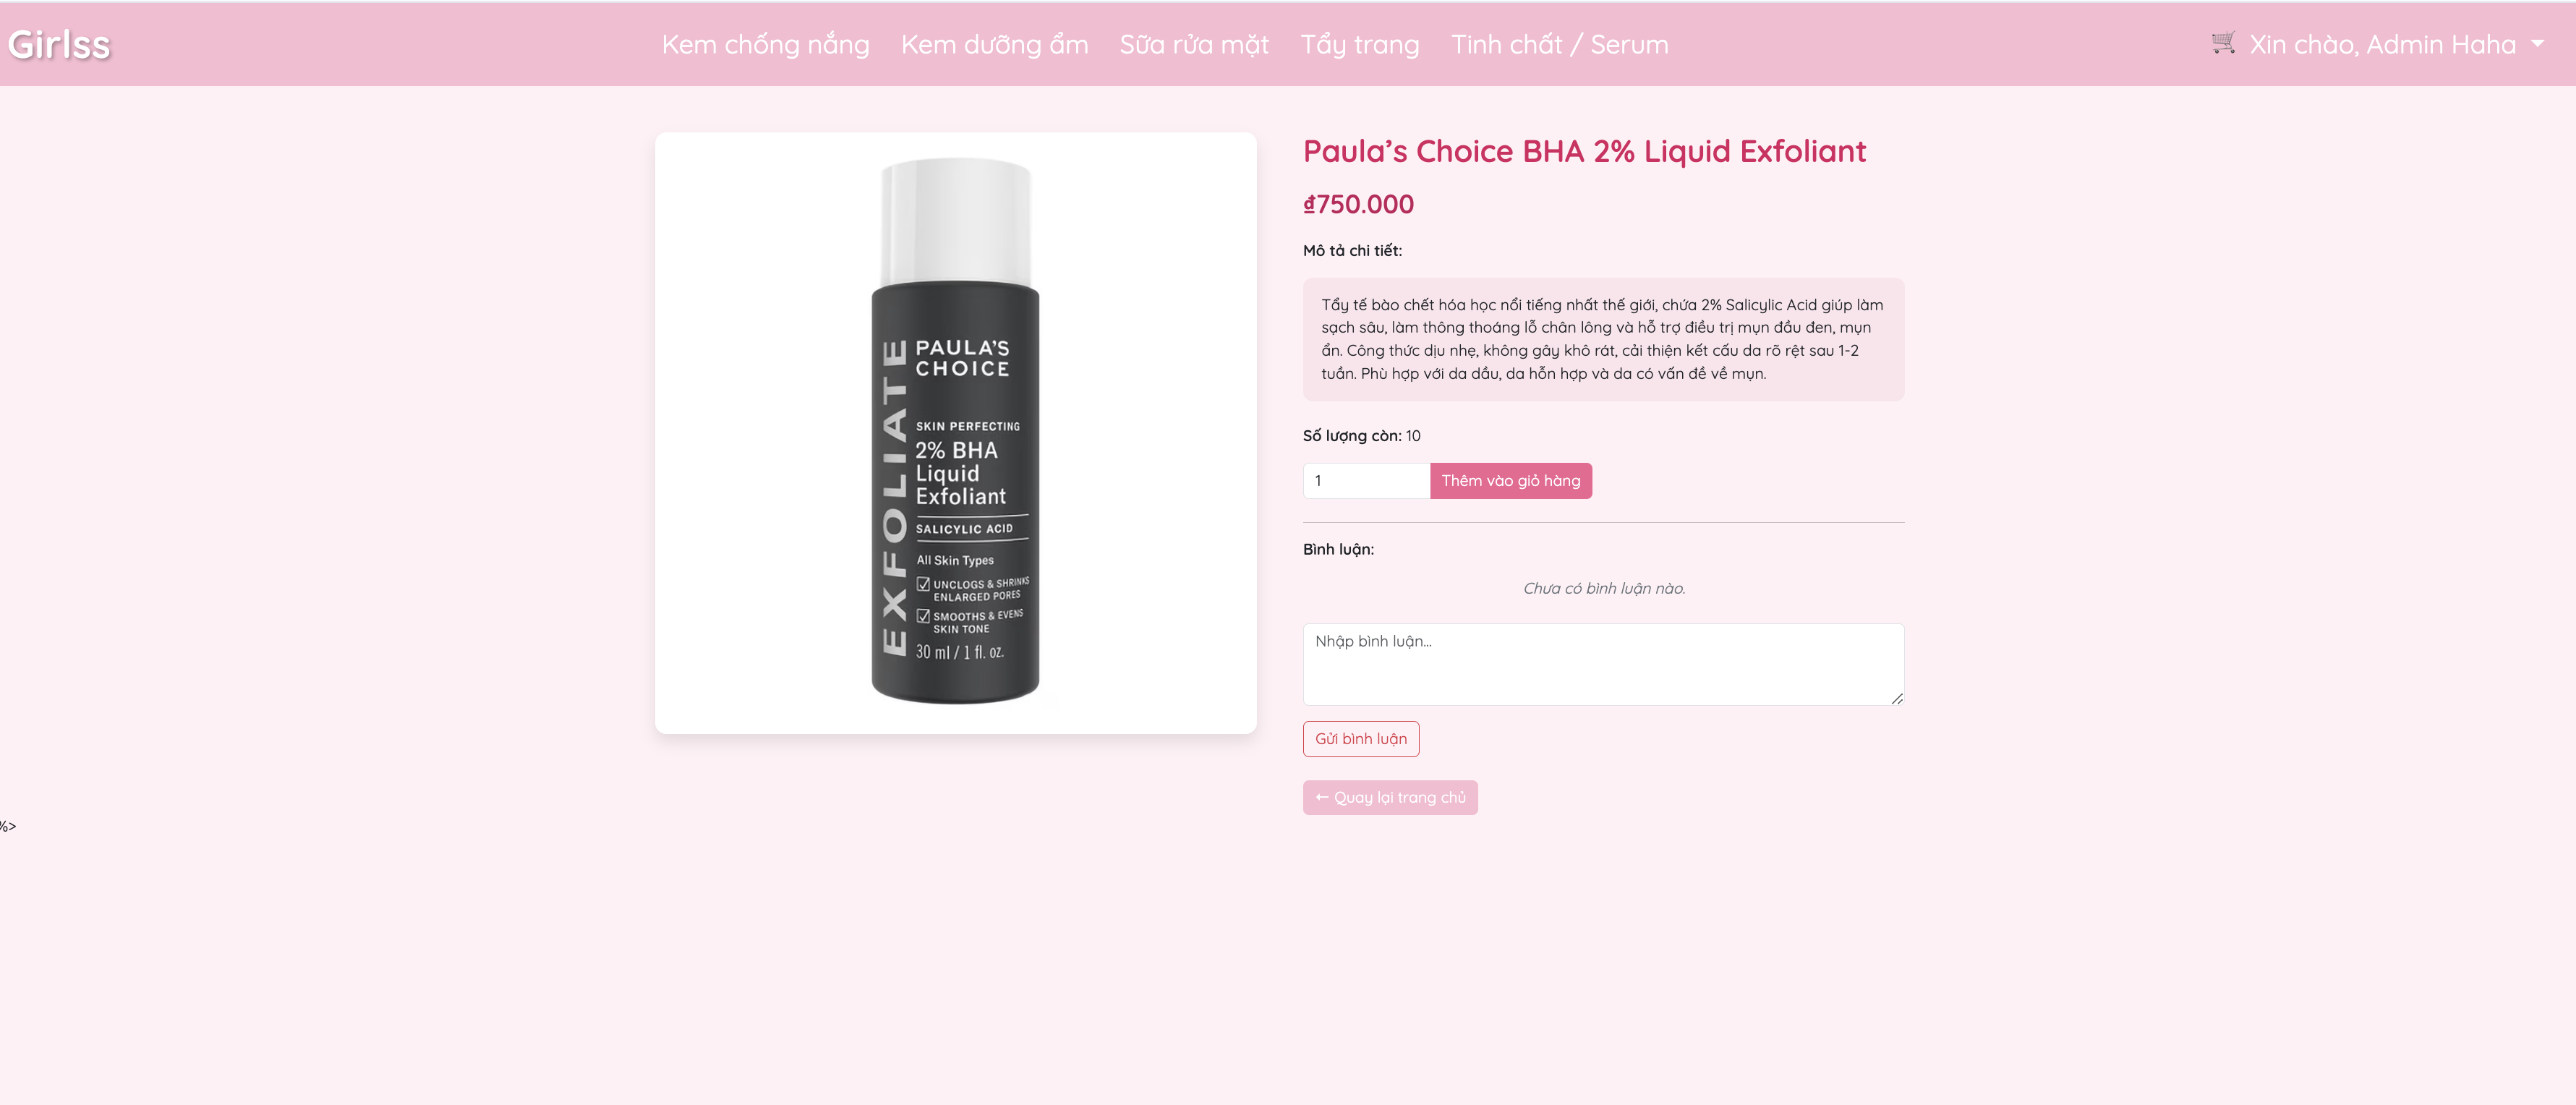 Girlss
Kem chống nắng Kem dưỡng ẩm Sữa rửa mặt Tẩy trang Tinh chất / Serum
Xin chào, Admin Haha
PAULA'S
CHOICE
EXFOLIATE
SKIN PERFECTING
2% BHA
Liquid
Exfoliant
SALICYLIC ACID
All Skin Types
UNCLOGS & SHRINKS
ENLARGED PORES
SMOOTHS & EVENS
SKIN TONE
30 ml / 1 fl. oz.
Paula’s Choice BHA 2% Liquid Exfoliant
₫750.000
Mô tả chi tiết:
Tẩy tế bào chết hóa học nổi tiếng nhất thế giới, chứa 2% Salicylic Acid giúp làm
sạch sâu, làm thông thoáng lỗ chân lông và hỗ trợ điều trị mụn đầu đen, mụn
ẩn. Công thức dịu nhẹ, không gây khô rát, cải thiện kết cấu da rõ rệt sau 1-2
tuần. Phù hợp với da dầu, da hỗn hợp và da có vấn đề về mụn.
Số lượng còn: 10
1 Thêm vào giỏ hàng
Bình luận:
Chưa có bình luận nào.
Nhập bình luận...
Gửi bình luận
← Quay lại trang chủ
%>